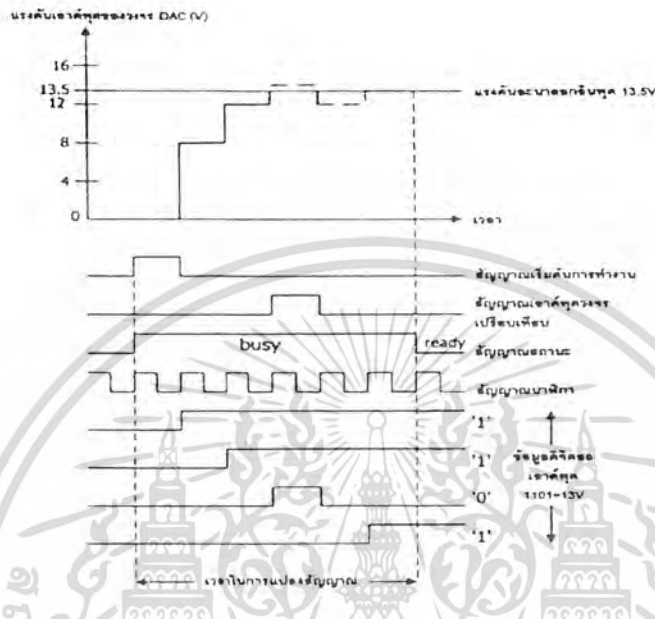 แรงดันเอาต์พุตของวงจร DAC (V)
16
13.5
แรงดันอะนาลอกอินพุต 13.5V
12
8
4
0
เวลา
สัญญาณเริ่มต้นการทำงาน
สัญญาณเอาต์พุตวงจร
เปรียบเทียบ
busy
ready
สัญญาณสถานะ
สัญญาณนาฬิกา
'1'
'1'
ข้อมูลดิจิตอล
เอาต์พุต
'0'
1101=13V
'1'
เวลาในการแปลงสัญญาณ